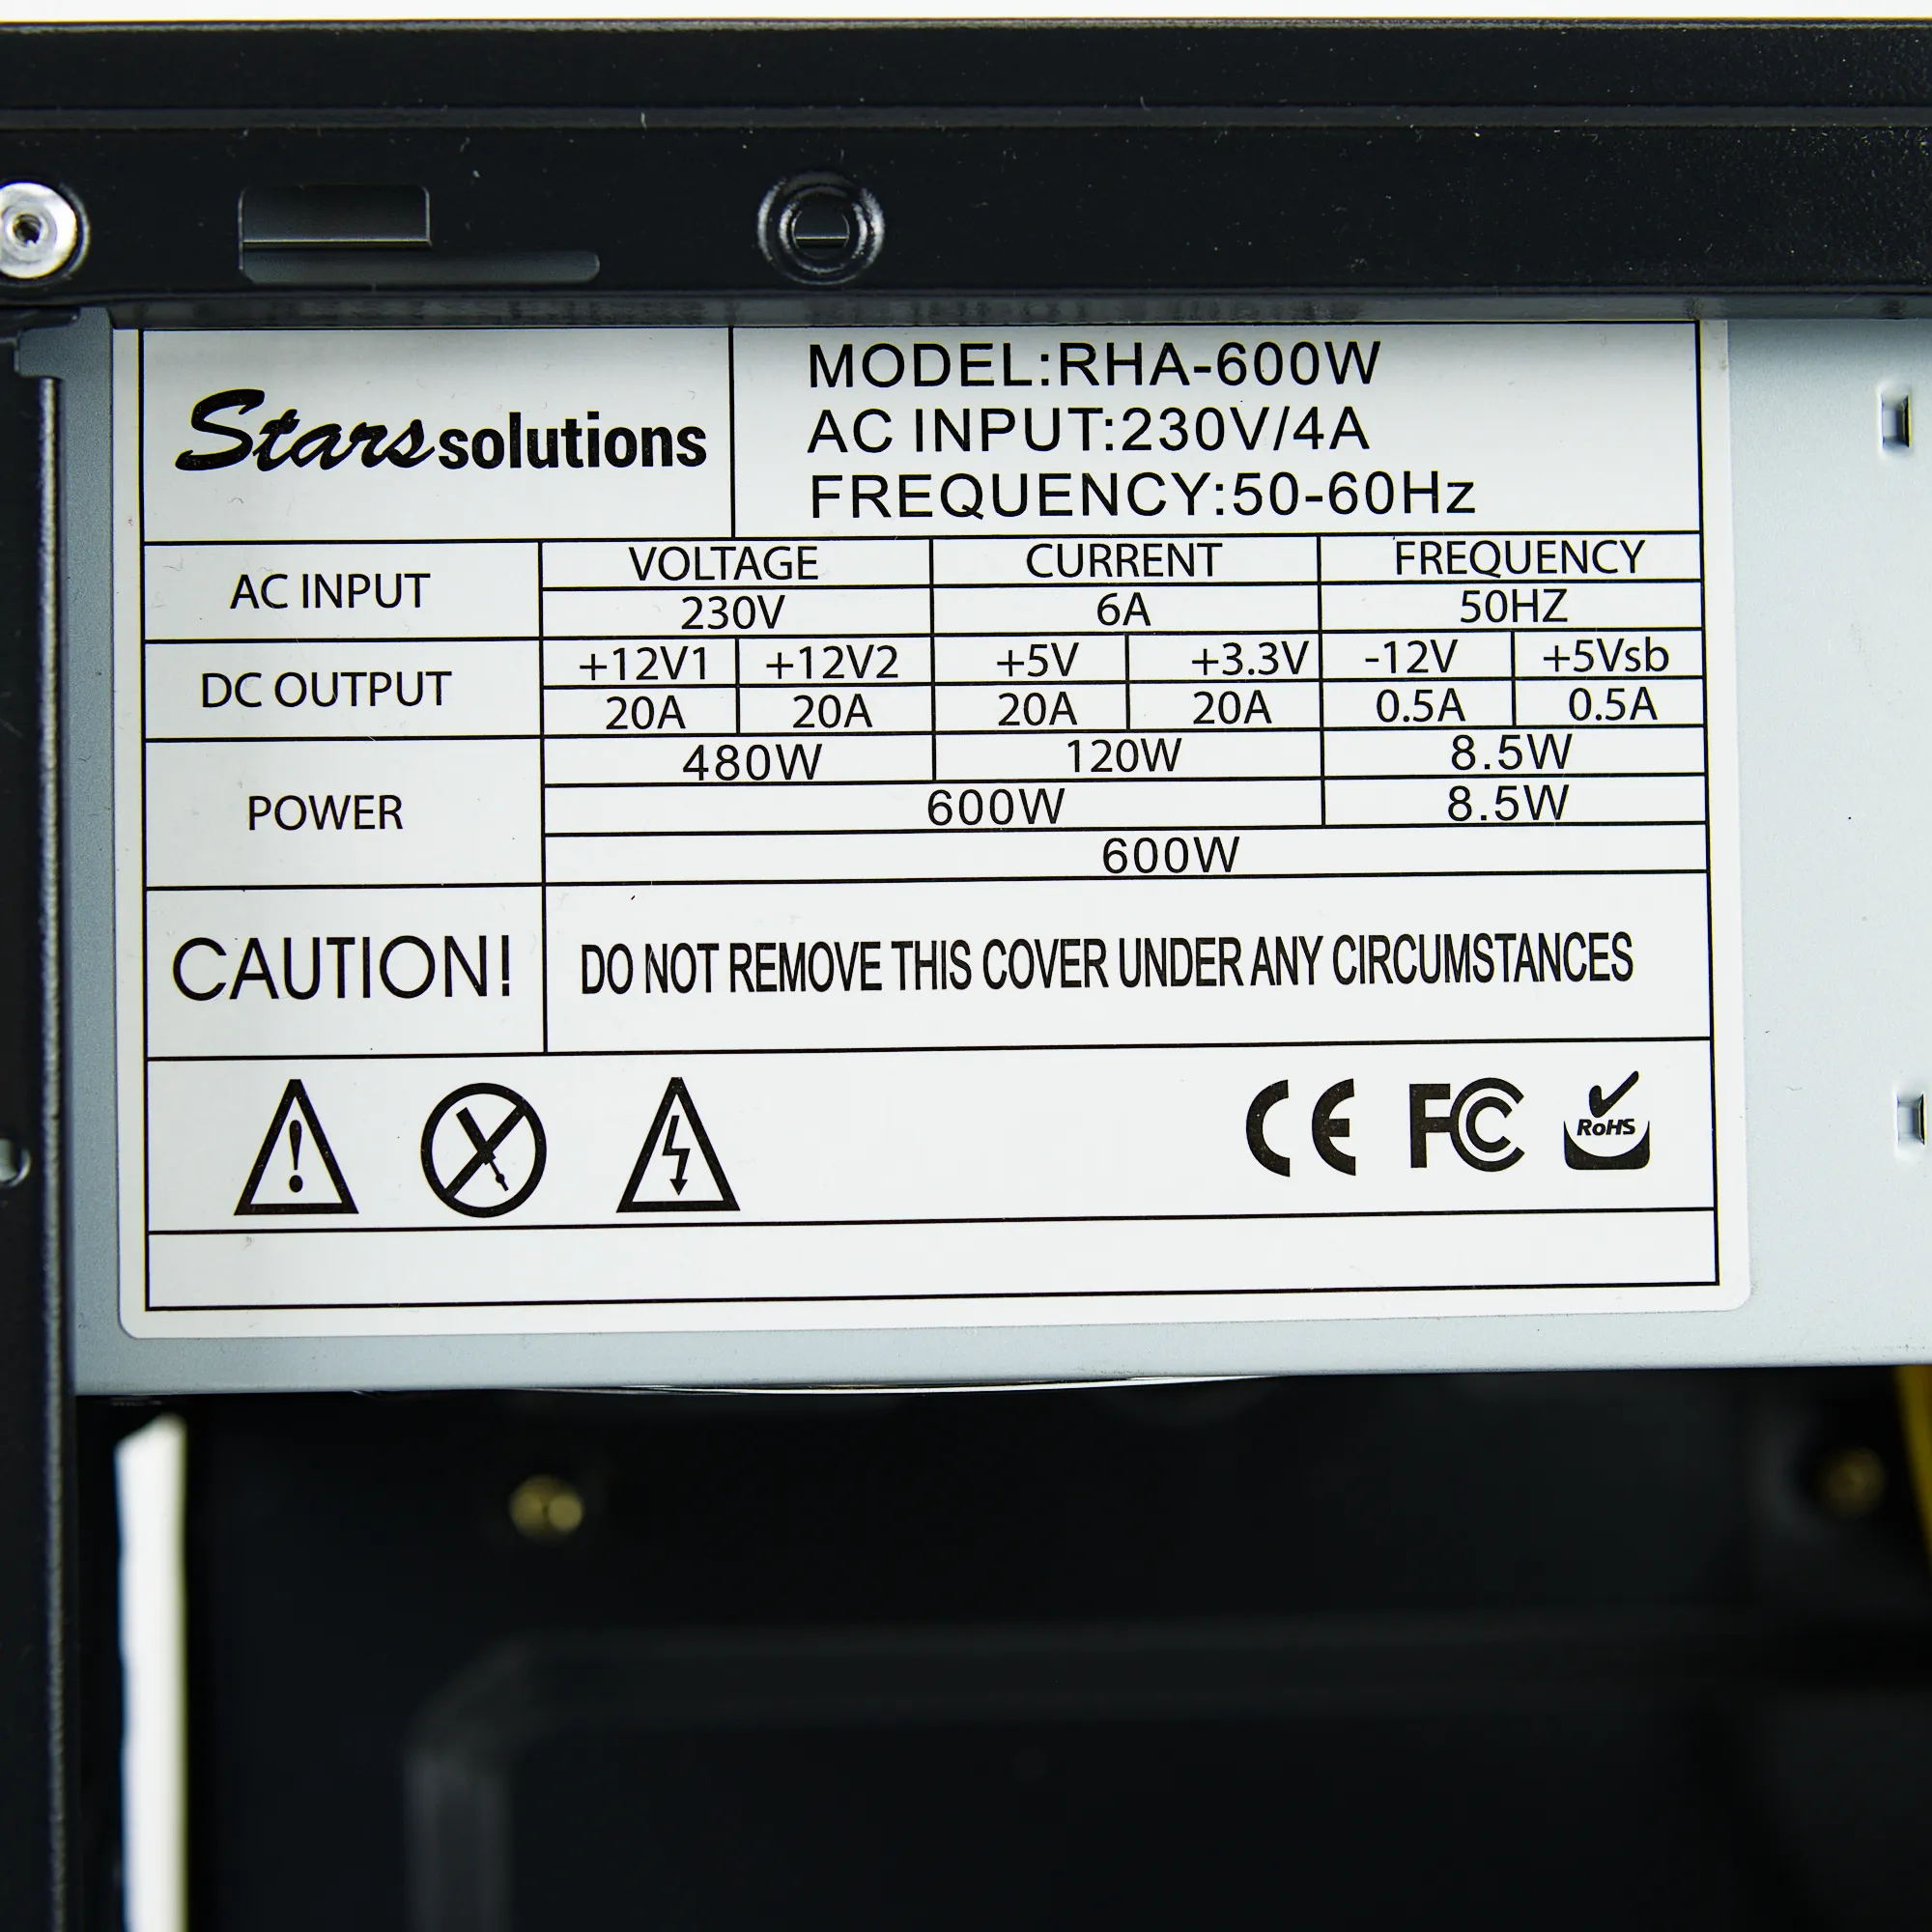 Stars solutions
MODEL:RHA-600W
AC INPUT:230V/4A
FREQUENCY:50-60Hz
AC INPUT
VOLTAGE CURRENT FREQUENCY
230V 6A 50HZ
DC OUTPUT
+12V1 +12V2 +5V +3.3V -12V +5Vsb
20A 20A 20A 20A 0.5A 0.5A
POWER
480W 120W 8.5W
600W 8.5W
600W
CAUTION! DO NOT REMOVE THIS COVER UNDER ANY CIRCUMSTANCES
CE FC RoHS